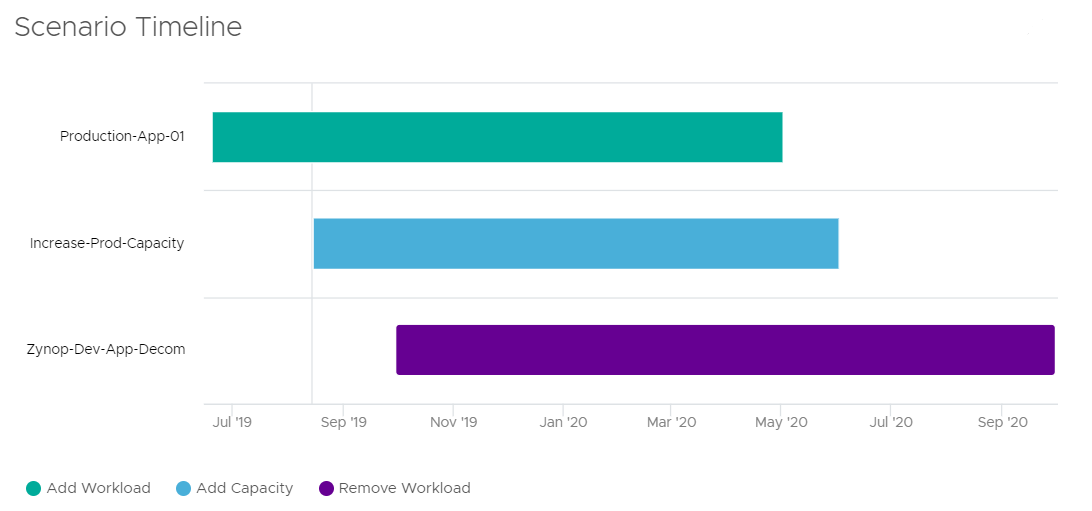 Scenario Timeline
Production-App-01
Increase-Prod-Capacity
Zynop-Dev-App-Decom
Jul '19 Sep '19 Nov '19 Jan '20 Mar '20 May '20 Jul '20 Sep '20
Add Workload Add Capacity Remove Workload